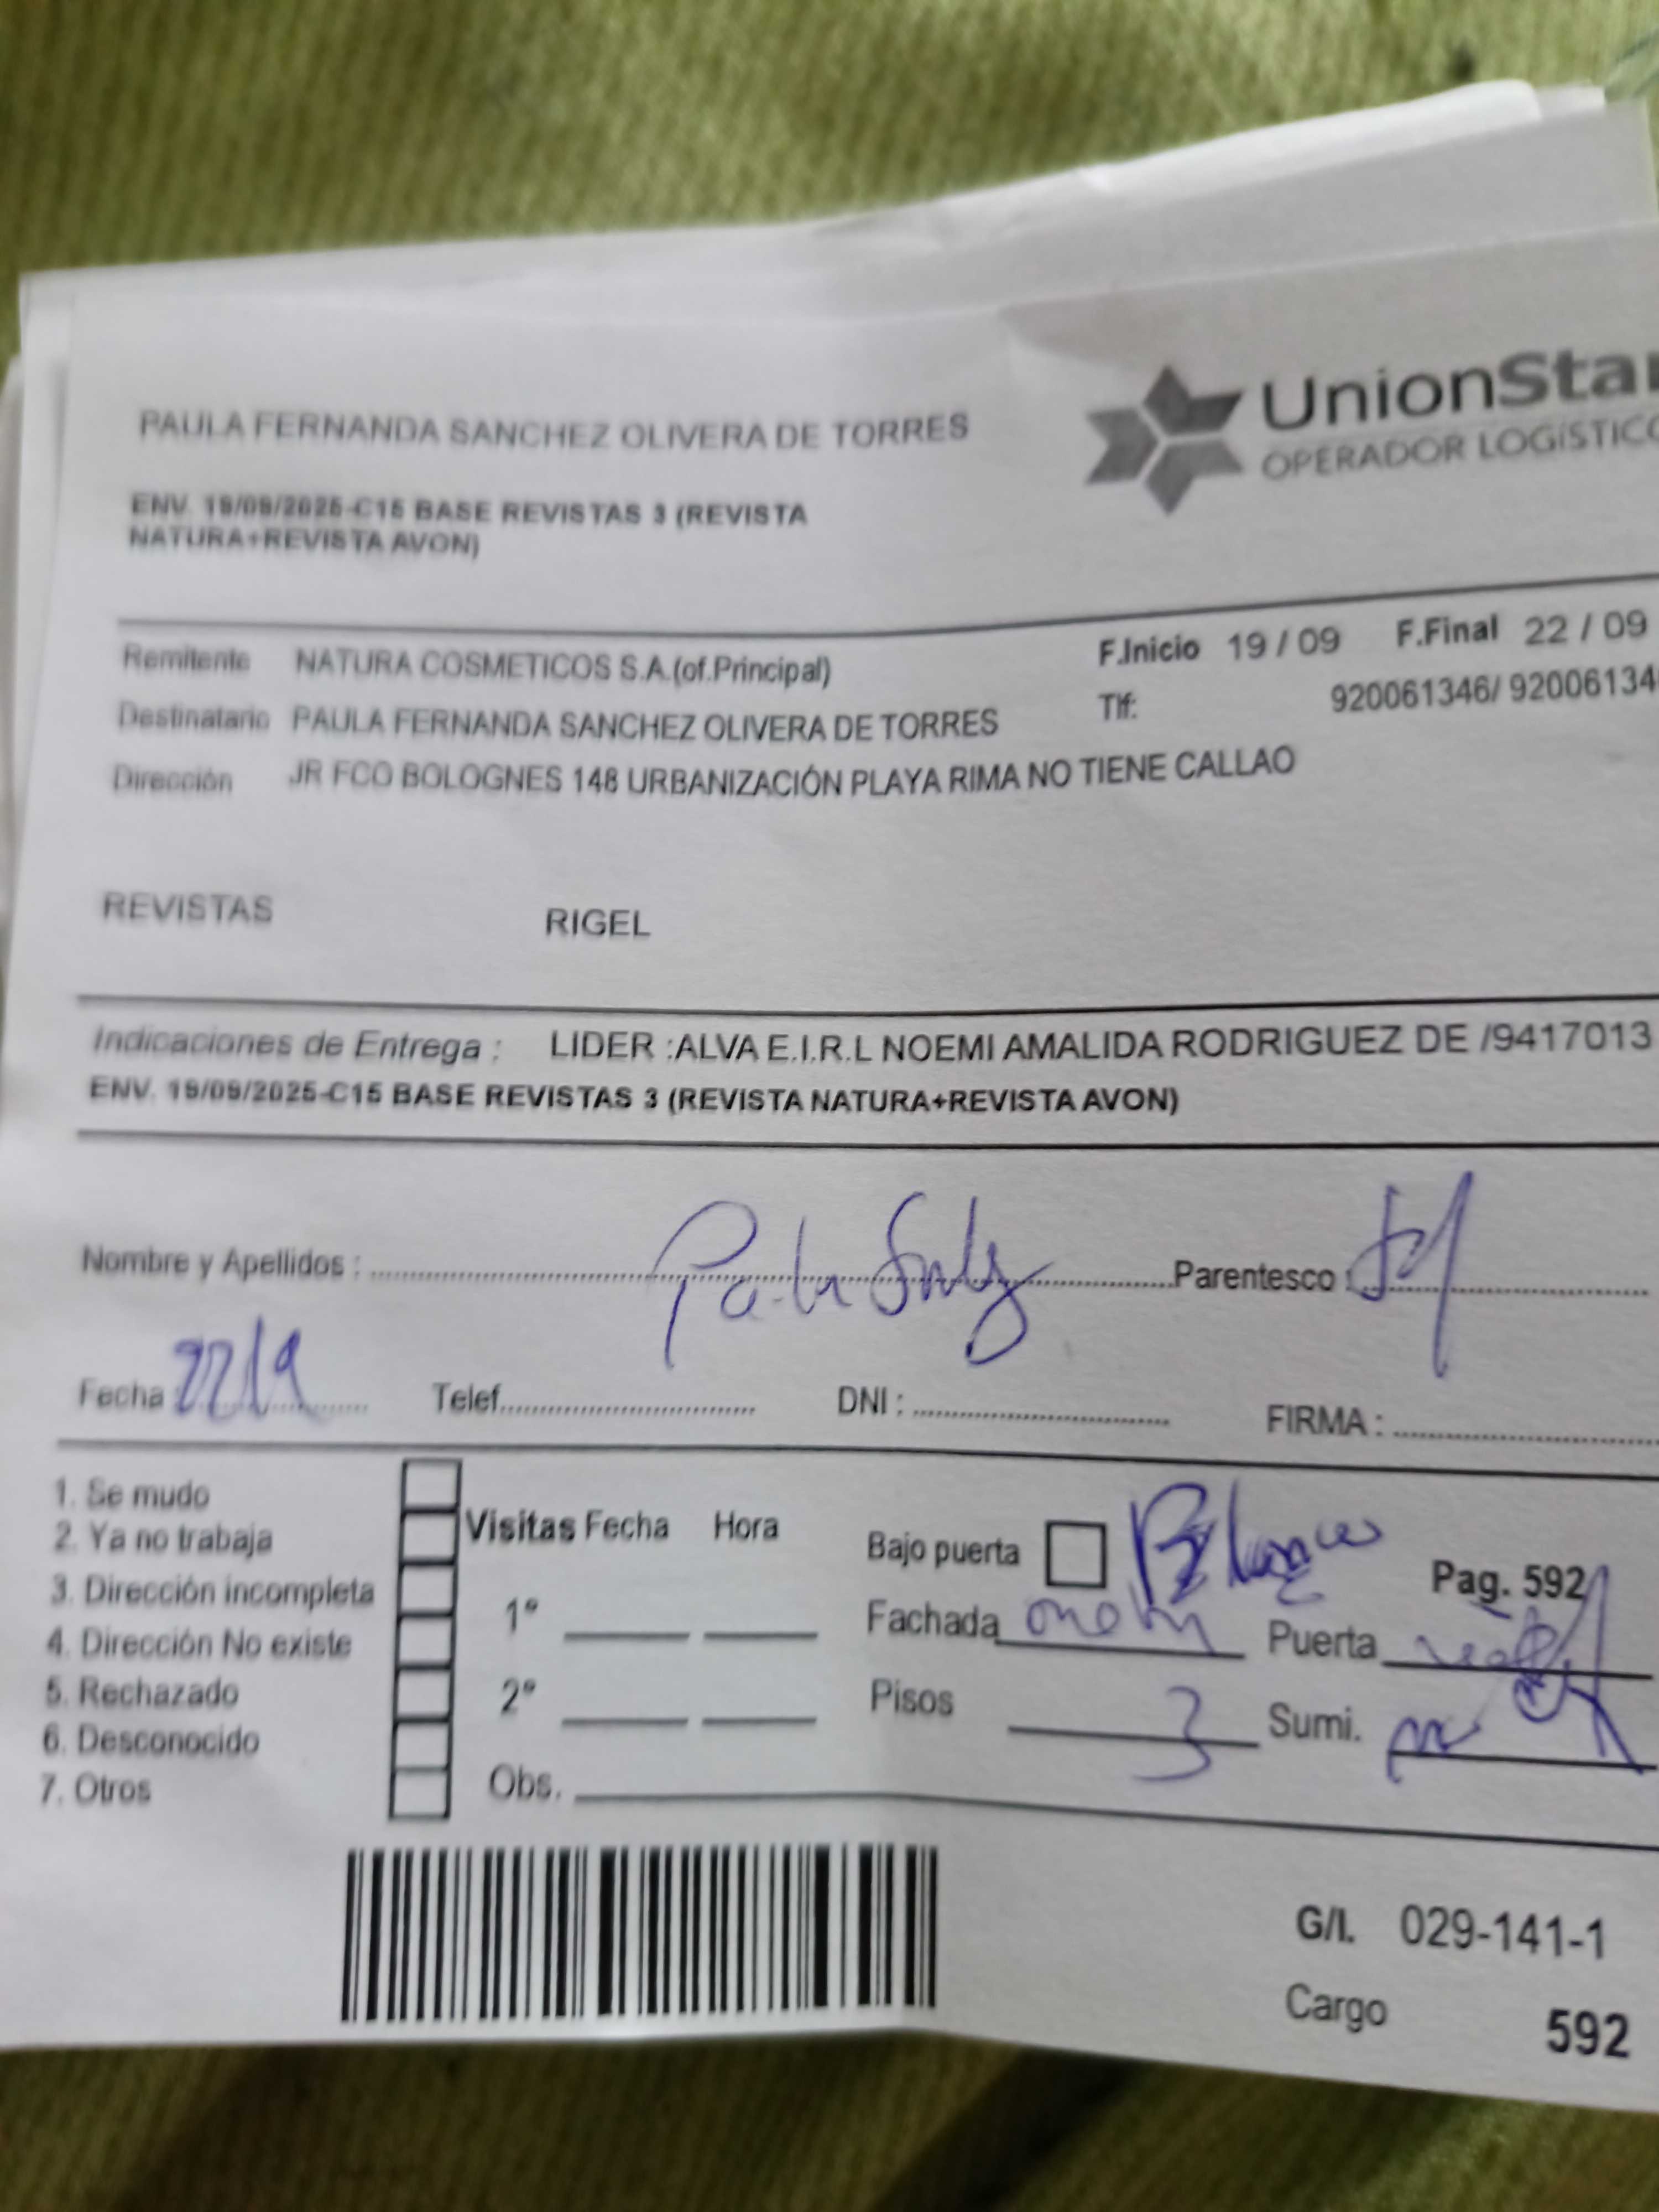 PAULA FERNANDA SANCHEZ OLIVERA DE TORRES
UnionStar
OPERADOR LOGÍSTICO
ENV. 19/09/2025-C15 BASE REVISTAS 3 (REVISTA
NATURA+REVISTA AVON)
Remitente NATURA COSMETICOS S.A.(of.Principal) F.Inicio 19 / 09 F.Final 22 / 09
Destinatario PAULA FERNANDA SANCHEZ OLIVERA DE TORRES Tlf: 920061346/ 92006134
Dirección JR FCO BOLOGNES 148 URBANIZACIÓN PLAYA RIMA NO TIENE CALLAO
REVISTAS RIGEL
Indicaciones de Entrega : LIDER :ALVA E.I.R.L NOEMI AMALIDA RODRIGUEZ DE /9417013
ENV. 19/09/2025-C15 BASE REVISTAS 3 (REVISTA NATURA+REVISTA AVON)
Nombre y Apellidos : Parentesco :
Fecha 22/9 Telef. DNI : FIRMA :
1. Se mudo
2. Ya no trabaja
3. Dirección incompleta
4. Dirección No existe
5. Rechazado
6. Desconocido
7. Otros
Visitas Fecha Hora
1º
2º
Obs.
Bajo puerta Pag. 592
Fachada Puerta
Pisos 3 Sumi.
G/I. 029-141-1
Cargo 592